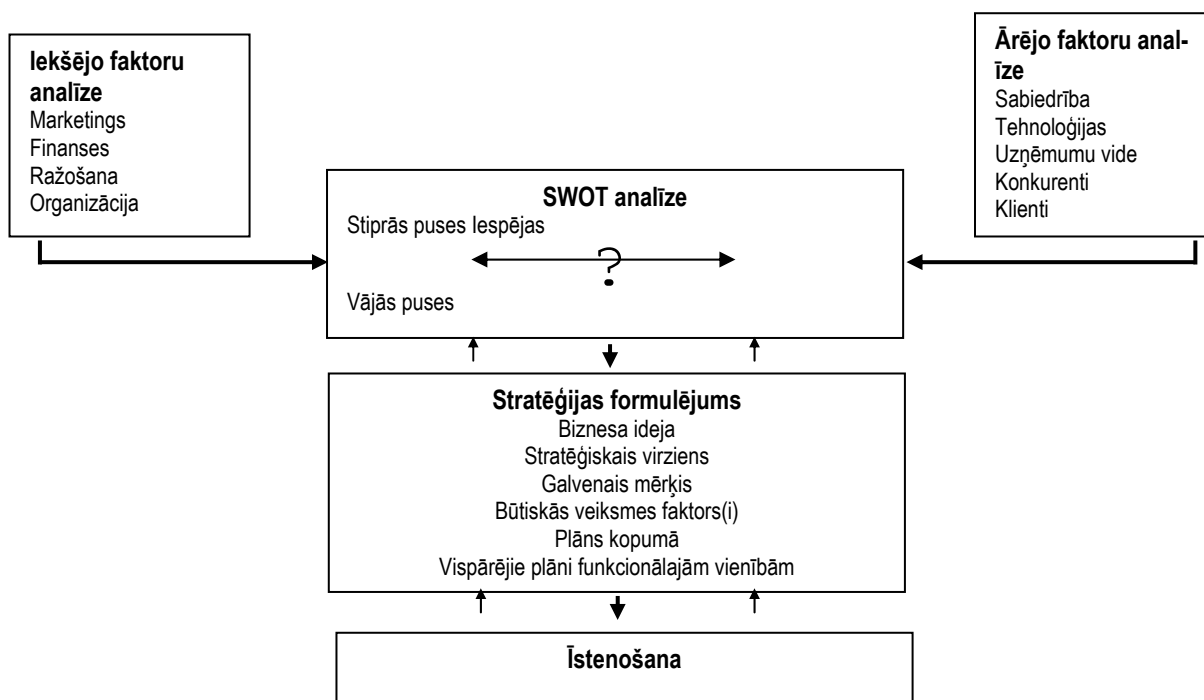 Iekšējo faktoru
analīze
Marketings
Finanses
Ražošana
Organizācija
Ārējo faktoru anal-
īze
Sabiedrība
Tehnoloģijas
Uzņēmumu vide
Konkurenti
Klienti
SWOT analīze
Stiprās puses Iespējas
?
Vājās puses
Stratēģijas formulējums
Biznesa ideja
Stratēģiskais virziens
Galvenais mērķis
Būtiskās veiksmes faktors(i)
Plāns kopumā
Vispārējie plāni funkcionālajām vienībām
Īstenošana